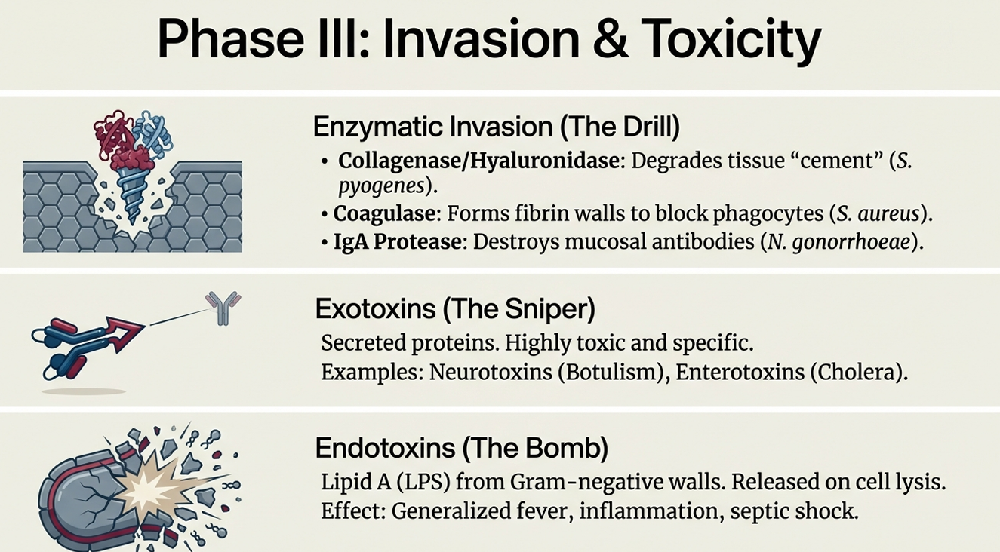 Phase III: Invasion & Toxicity
Enzymatic Invasion (The Drill)
• Collagenase/Hyaluronidase: Degrades tissue “cement” (S.
pyogenes).
• Coagulase: Forms fibrin walls to block phagocytes (S. aureus).
• IgA Protease: Destroys mucosal antibodies (N. gonorrhoeae).
Exotoxins (The Sniper)
Secreted proteins. Highly toxic and specific.
Examples: Neurotoxins (Botulism), Enterotoxins (Cholera).
Endotoxins (The Bomb)
Lipid A (LPS) from Gram-negative walls. Released on cell lysis.
Effect: Generalized fever, inflammation, septic shock.